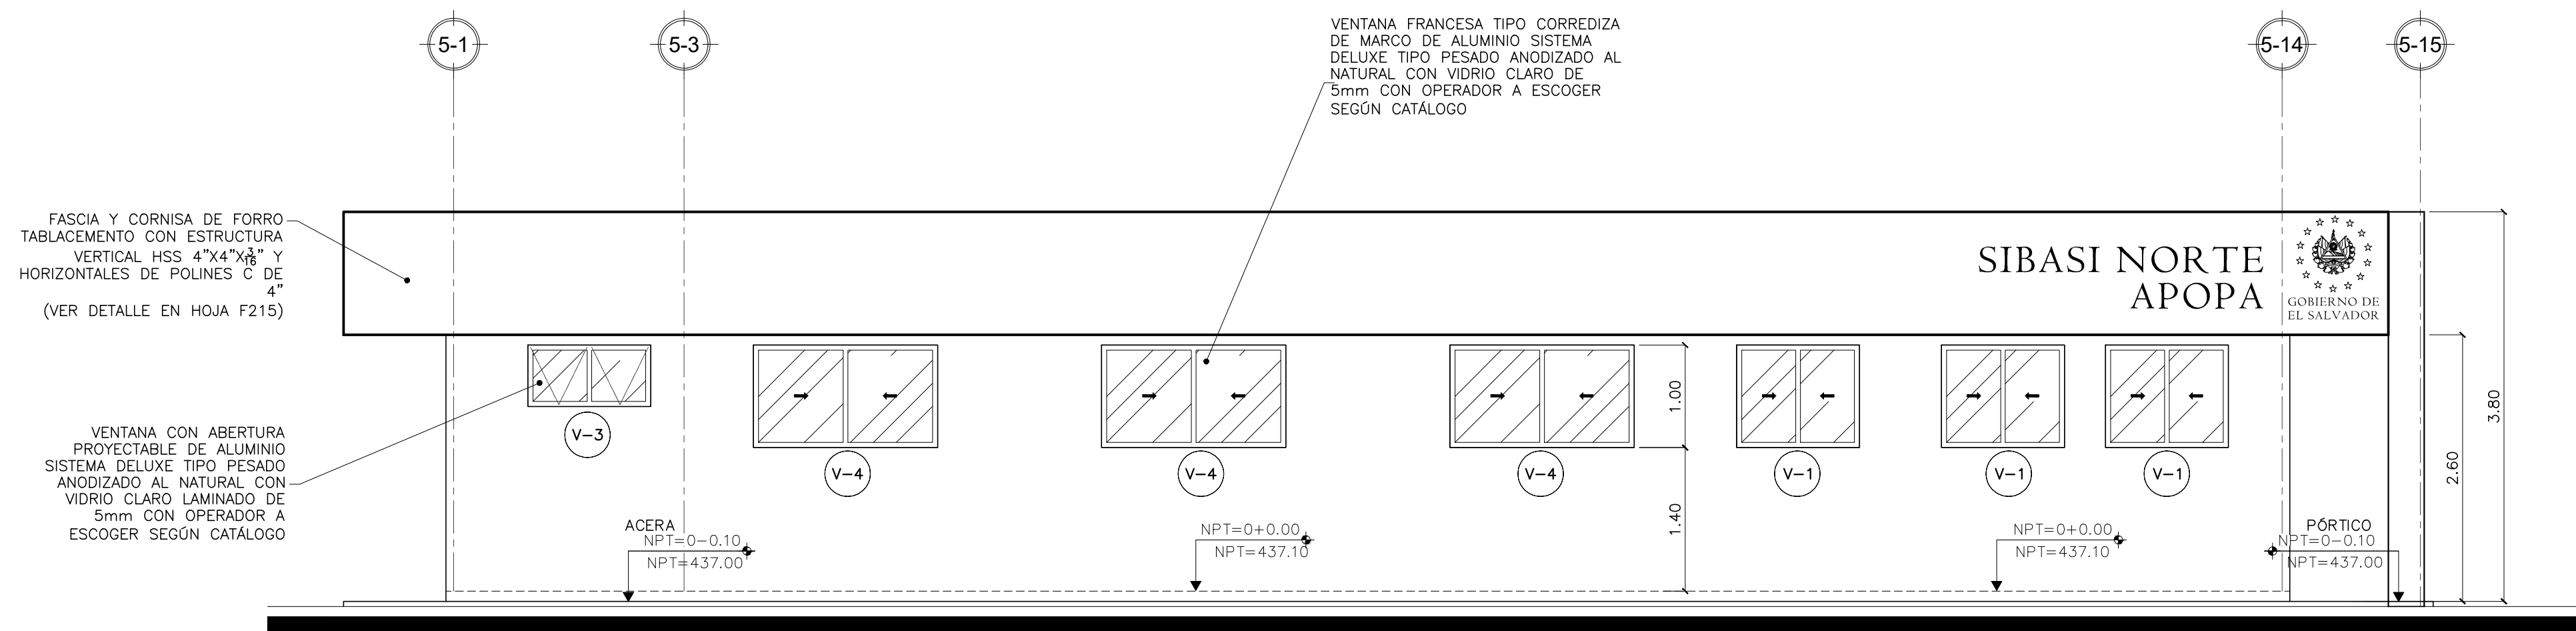 5-1
5-3
5-14
5-15
VENTANA FRANCESA TIPO CORREDIZA
DE MARCO DE ALUMINIO SISTEMA
DELUXE TIPO PESADO ANODIZADO AL
NATURAL CON VIDRIO CLARO DE
5mm CON OPERADOR A ESCOGER
SEGÚN CATÁLOGO
FASCIA Y CORNISA DE FORRO
TABLACEMENTO CON ESTRUCTURA
VERTICAL HSS 4"X4"X3/16" Y
HORIZONTALES DE POLINES C DE
4"
(VER DETALLE EN HOJA F215)
SIBASI NORTE
APOPA
GOBIERNO DE
EL SALVADOR
VENTANA CON ABERTURA
PROYECTABLE DE ALUMINIO
SISTEMA DELUXE TIPO PESADO
ANODIZADO AL NATURAL CON
VIDRIO CLARO LAMINADO DE
5mm CON OPERADOR A
ESCOGER SEGÚN CATÁLOGO
V-3
V-4
V-4
V-4
V-1
V-1
V-1
1.00
1.40
2.60
3.80
ACERA
NPT=0-0.10
NPT=437.00
NPT=0+0.00
NPT=437.10
NPT=0+0.00
NPT=437.10
PÓRTICO
NPT=0-0.10
NPT=437.00